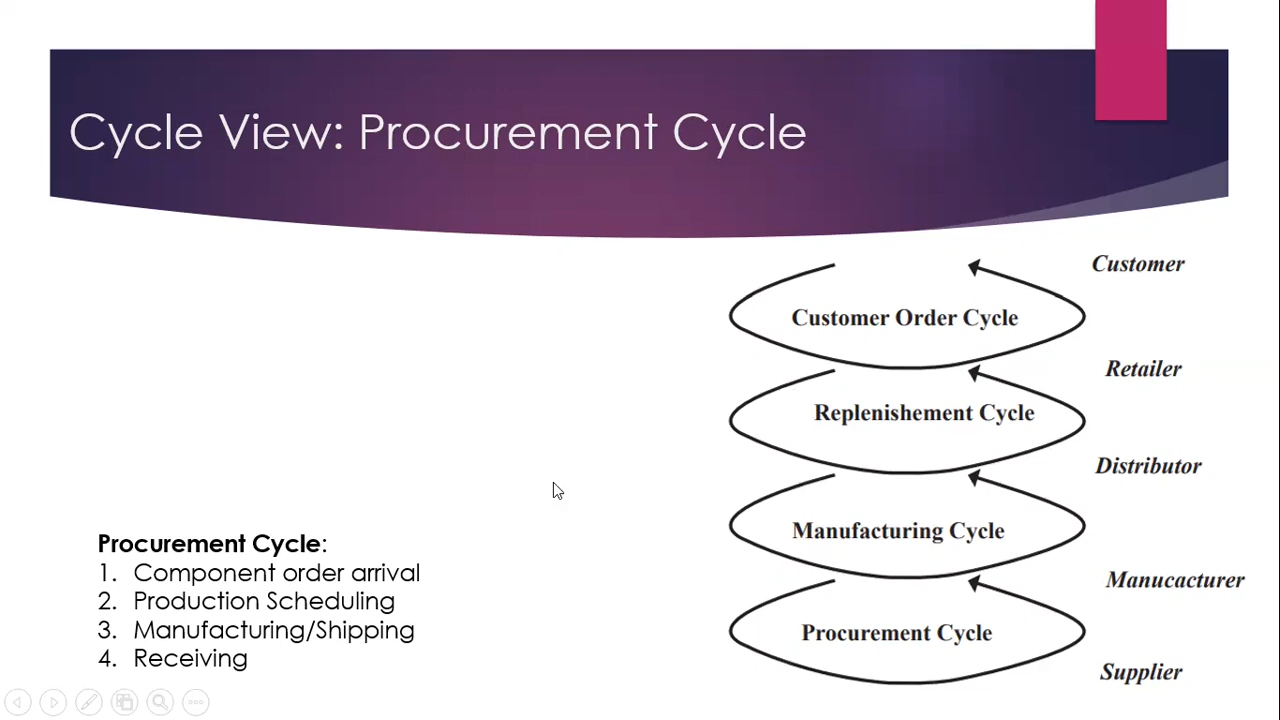 Cycle View: Procurement Cycle
Customer
Customer Order Cycle
Retailer
Replenishement Cycle
Distributor
Manufacturing Cycle
Manucacturer
Procurement Cycle
Supplier
Procurement Cycle:
1. Component order arrival
2. Production Scheduling
3. Manufacturing/Shipping
4. Receiving